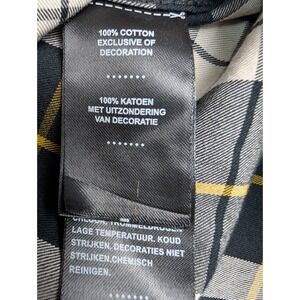 100% COTTON
EXCLUSIVE OF
DECORATION
100% KATOEN
MET UITZONDERING
VAN DECORATIE
LAGE TEMPERATUUR. KOUD
STRIJKEN. DECORATIES NIET
STRIJKEN.CHEMISCH
REINIGEN.